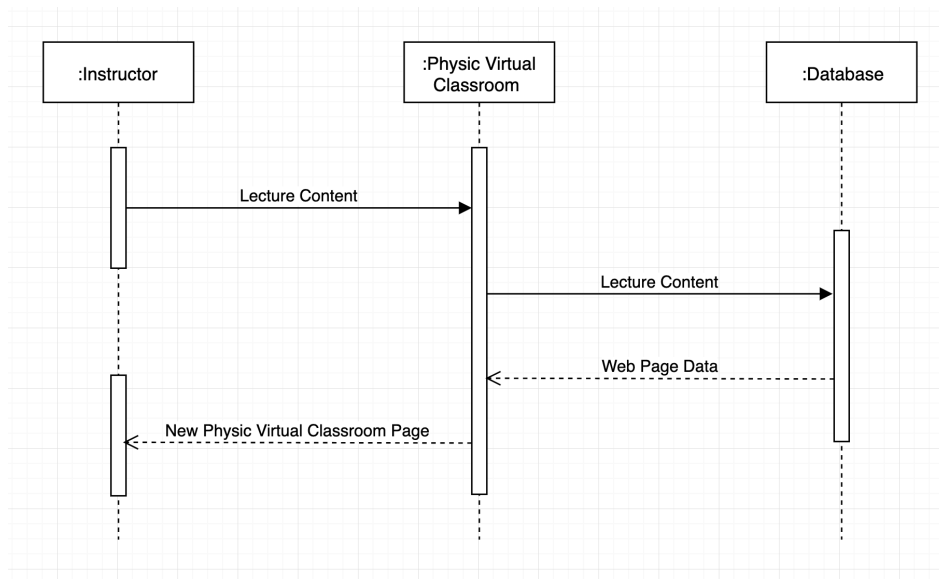 :Instructor
:Physic Virtual
Classroom
:Database
Lecture Content
Lecture Content
Web Page Data
New Physic Virtual Classroom Page